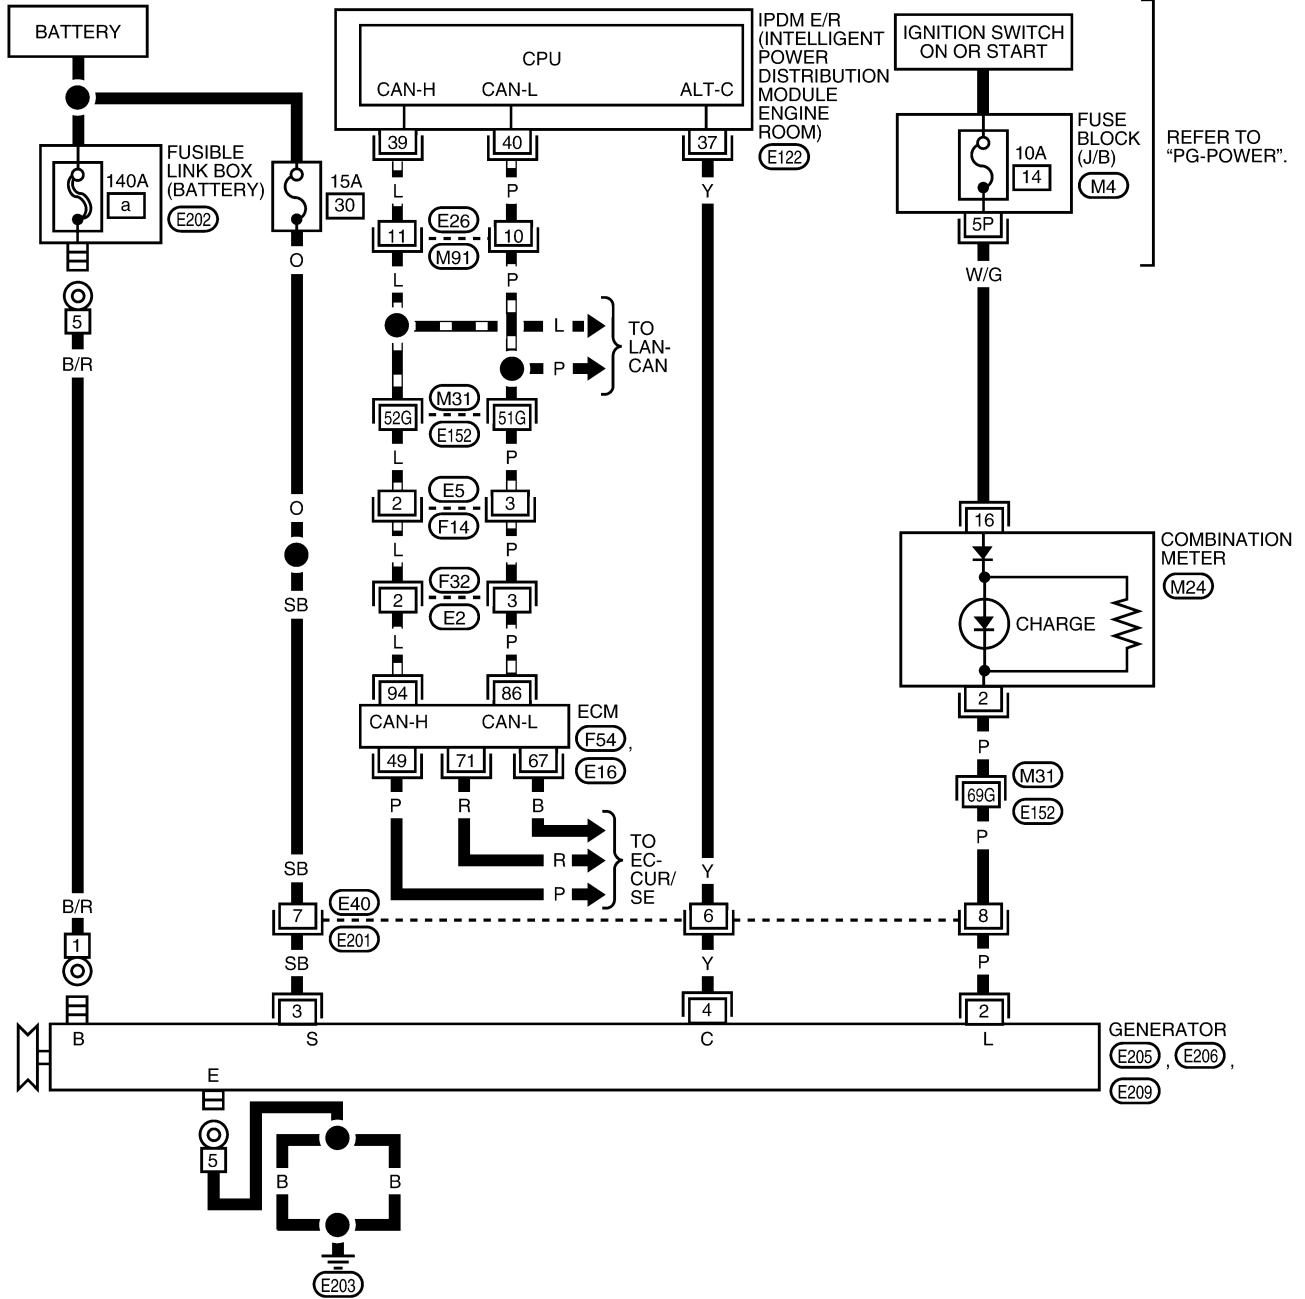 BATTERY
140A
a
FUSIBLE
LINK BOX
(BATTERY)
E202
5
B/R
B/R
1
15A
30
O
O
SB
SB
7
E40
E201
SB
3
CPU
CAN-H
CAN-L
ALT-C
IPDM E/R
(INTELLIGENT
POWER
DISTRIBUTION
MODULE
ENGINE
ROOM)
E122
39
40
37
L
P
Y
11
E26
M91
10
L
P
L
P
TO
LAN-
CAN
52G
M31
E152
51G
L
P
2
E5
F14
3
L
P
2
F32
E2
3
L
P
94
86
CAN-H
CAN-L
ECM
F54 ,
E16
49
71
67
P
R
B
R
P
TO
EC-
CUR/
SE
Y
6
Y
4
IGNITION SWITCH
ON OR START
10A
14
FUSE
BLOCK
(J/B)
M4
REFER TO
“PG-POWER”.
5P
W/G
16
CHARGE
COMBINATION
METER
M24
2
P
69G
M31
E152
P
8
P
2
B
S
C
L
E
GENERATOR
E205 , E206 ,
E209
5
B
B
E203